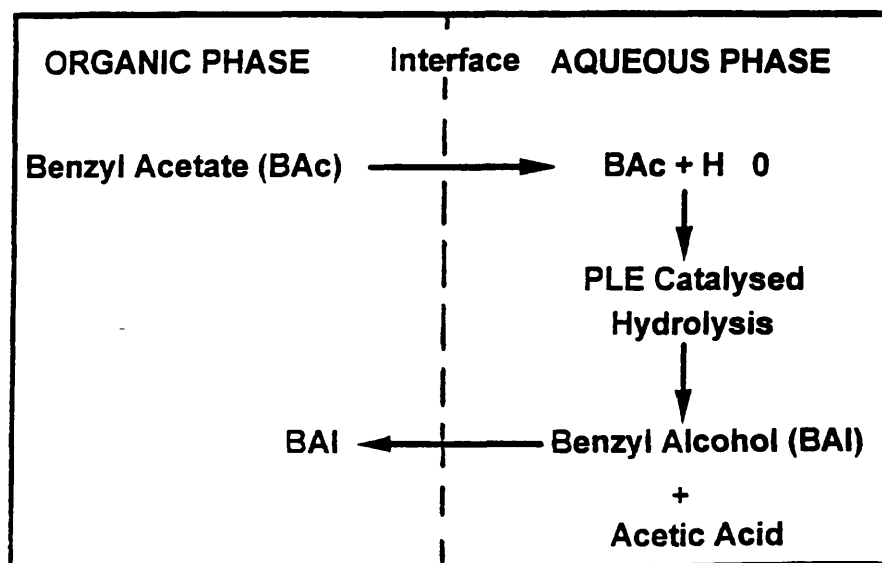 ORGANIC PHASE Interface AQUEOUS PHASE
Benzyl Acetate (BAc) BAc + H 0
PLE Catalysed
Hydrolysis
BAl Benzyl Alcohol (BAl)
+
Acetic Acid